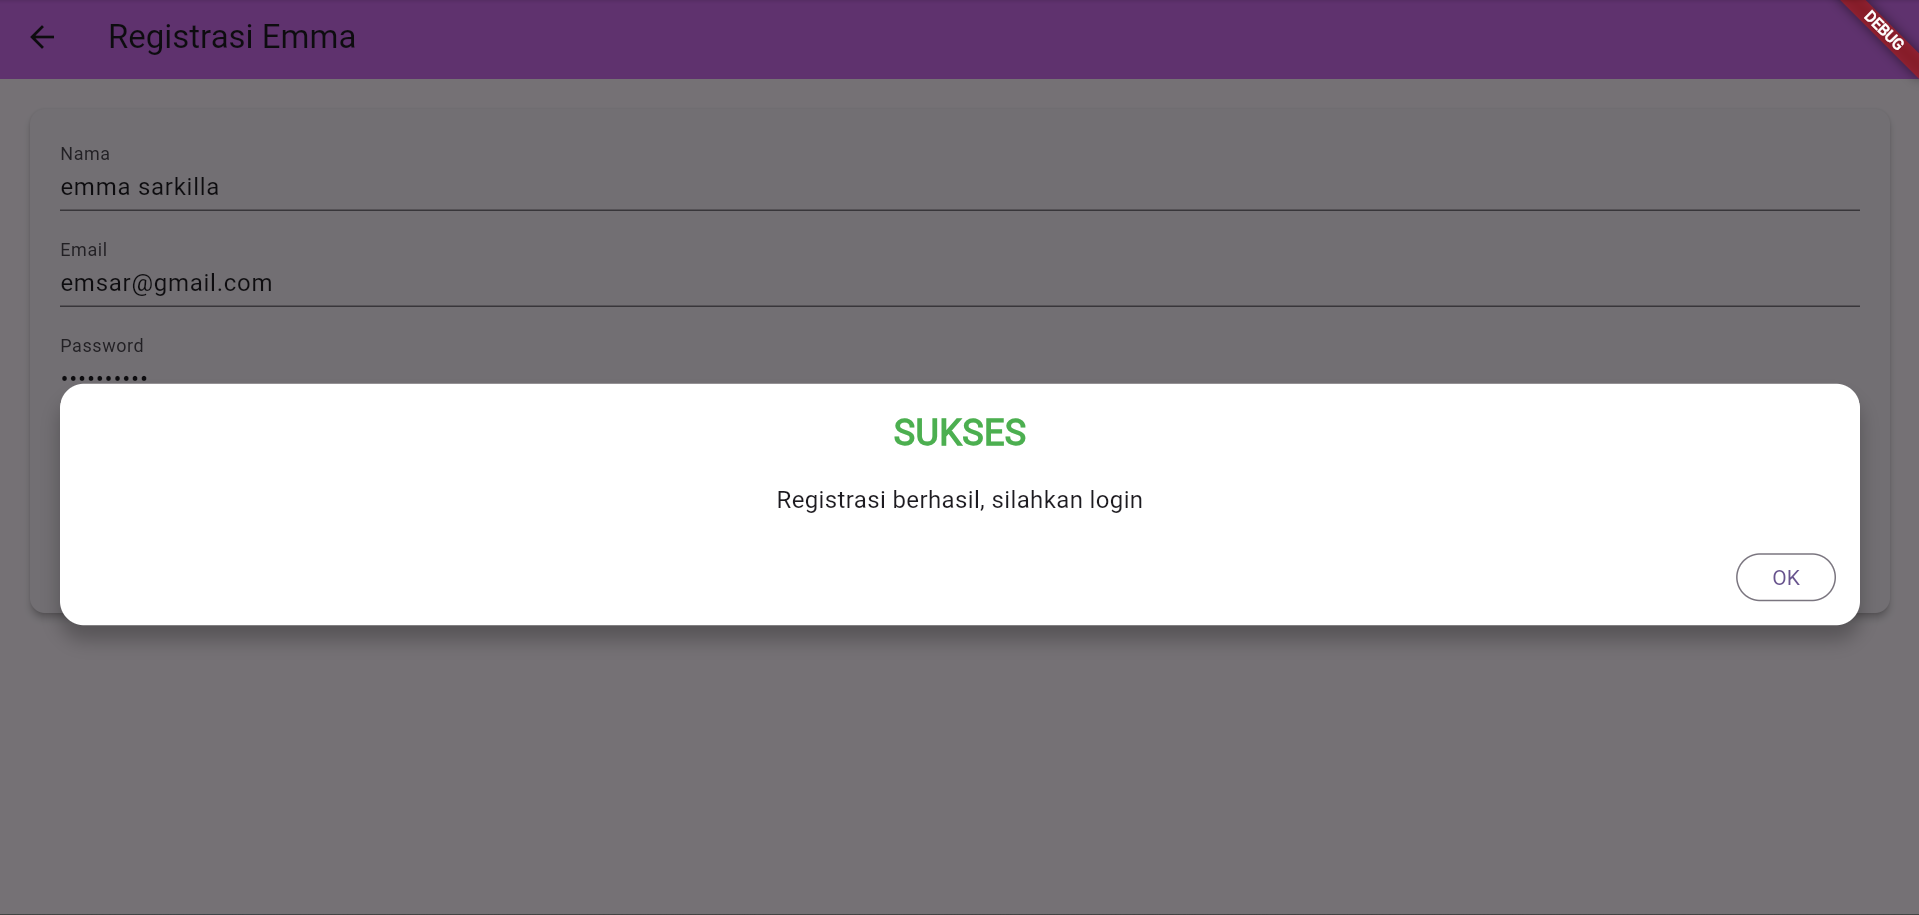 Registrasi Emma
DEBUG
Nama
emma sarkilla
Email
emsar@gmail.com
Password
••••••••••
SUKSES
Registrasi berhasil, silahkan login
OK